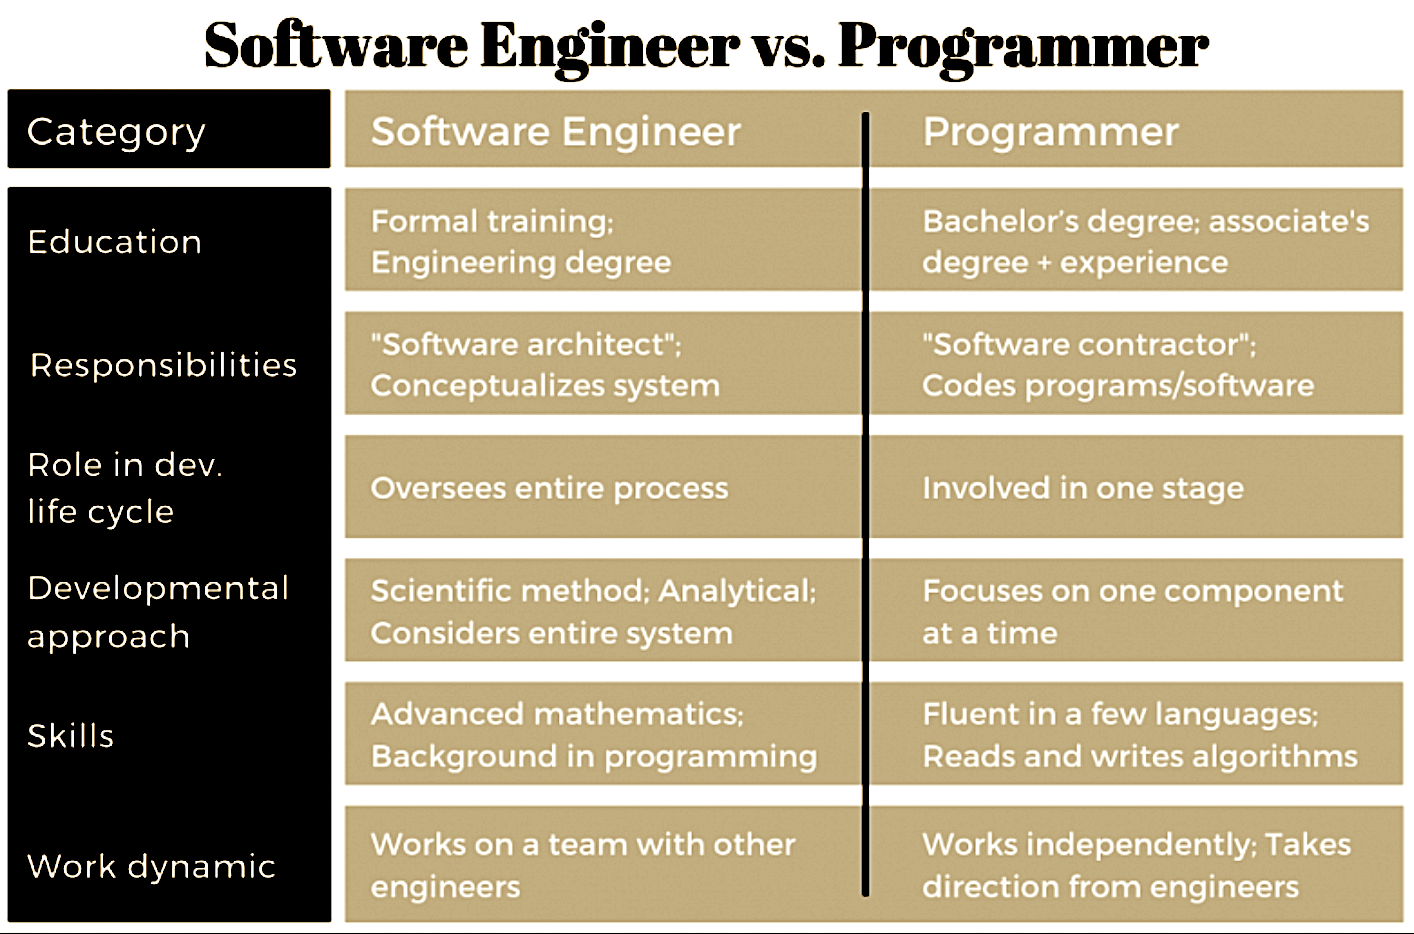 Software Engineer vs. Programmer
Category
Software Engineer
Programmer
Education
Formal training;
Engineering degree
Bachelor’s degree; associate's
degree + experience
Responsibilities
"Software architect";
Conceptualizes system
"Software contractor";
Codes programs/software
Role in dev.
life cycle
Oversees entire process
Involved in one stage
Developmental
approach
Scientific method; Analytical;
Considers entire system
Focuses on one component
at a time
Skills
Advanced mathematics;
Background in programming
Fluent in a few languages;
Reads and writes algorithms
Work dynamic
Works on a team with other
engineers
Works independently; Takes
direction from engineers